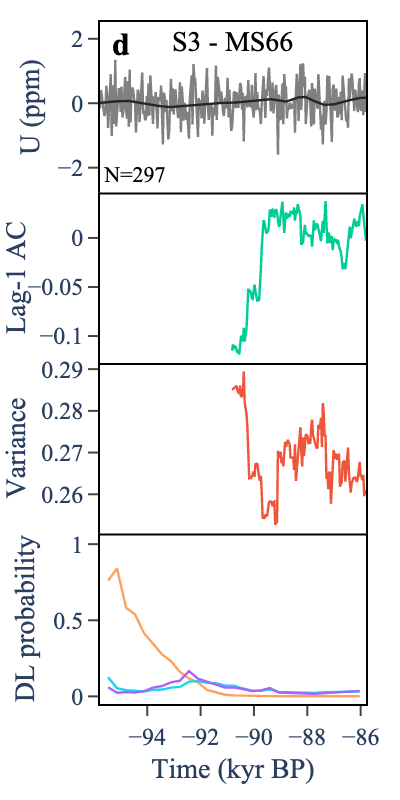 d S3 - MS66
U (ppm)
2
0
−2
N=297
Lag-1 AC
0
−0.05
−0.1
Variance
0.29
0.28
0.27
0.26
DL probability
1
0.5
0
−94 −92 −90 −88 −86
Time (kyr BP)